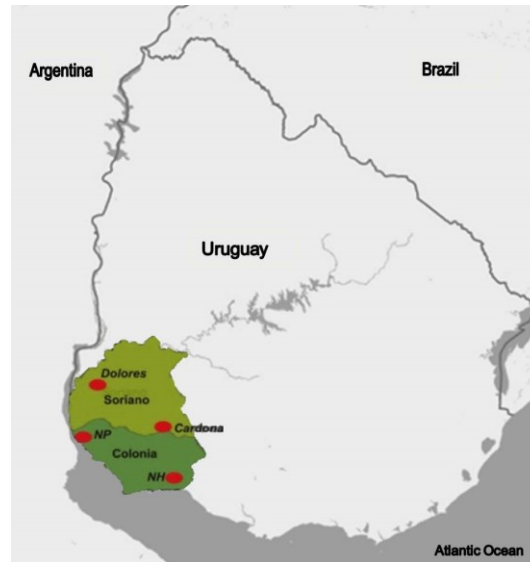 Argentina
Brazil
Uruguay
Dolores
Soriano
Cardona
NP
Colonia
NH
Atlantic Ocean